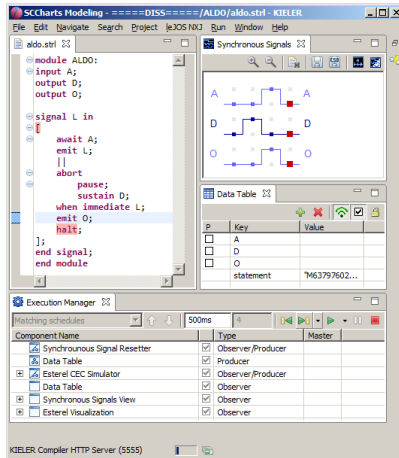 SCCharts Modeling - =====DISS=====/ALDO/aldo.strl - KIELER
File Edit Navigate Search Project leJOS NXJ Run Window Help
aldo.strl
module ALDO:
input A;
output D;
output O;
signal L in
[
await A;
emit L;
||
abort
pause;
sustain D;
when immediate L;
emit O;
halt;
];
end signal;
end module
Synchronous Signals
A A
D D
O O
Data Table
P Key Value
A
D
O
statement "M63797602...
Execution Manager
Matching schedules 500ms 4
Component Name Type Master
Synchrounous Signal Resetter Observer/Producer
Data Table Producer
Esterel CEC Simulator Observer/Producer
Data Table Observer
Synchronous Signals View Observer
Esterel Visualization Observer
KIELER Compiler HTTP Server (5555)